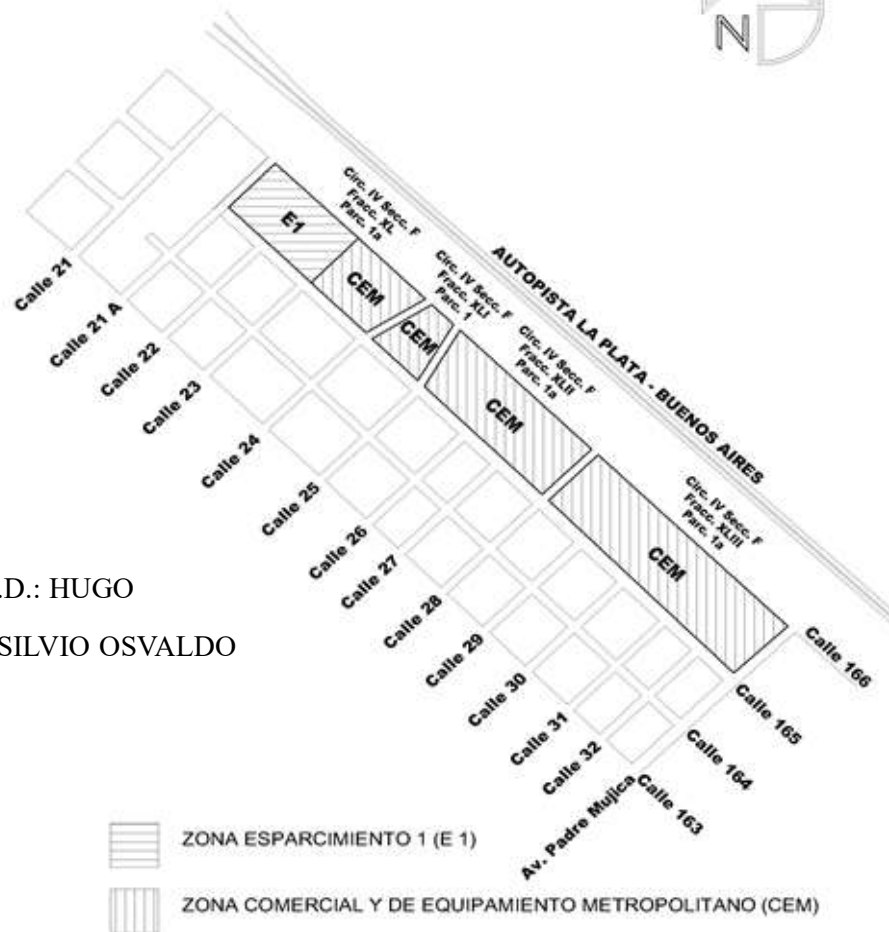 N
Circ. IV Secc. F
Fracc. XL
Parc. 1a
E1
Circ. IV Secc. F
Fracc. XLI
Parc. 1
CEM
CEM
AUTOPISTA LA PLATA - BUENOS AIRES
Circ. IV Secc. F
Fracc. XLII
Parc. 1a
CEM
Circ. IV Secc. F
Fracc. XLIII
Parc. 1a
CEM
Calle 21
Calle 21 A
Calle 22
Calle 23
Calle 24
Calle 25
Calle 26
Calle 27
Calle 28
Calle 29
Calle 30
Calle 31
Calle 32
Av. Padre Mujica
Calle 163
Calle 164
Calle 165
Calle 166
.D.: HUGO
SILVIO OSVALDO
ZONA ESPARCIMIENTO 1 (E 1)
ZONA COMERCIAL Y DE EQUIPAMIENTO METROPOLITANO (CEM)